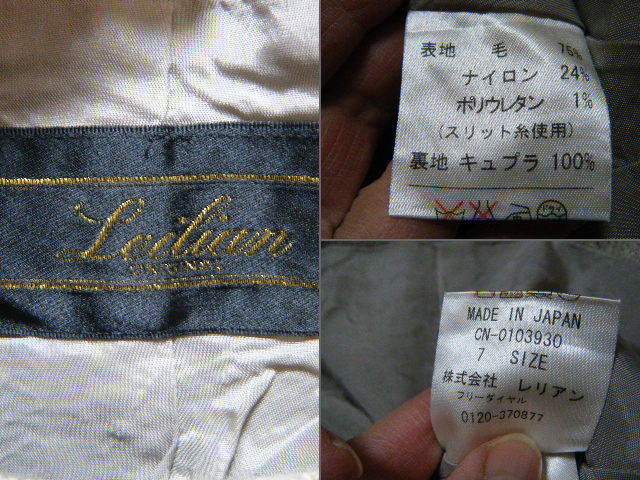 Leilian
表地 毛 75%
ナイロン 24%
ポリウレタン 1%
(スリット糸使用)
裏地 キュプラ 100%
MADE IN JAPAN
CN-0103930
7 SIZE
株式会社 レリアン
フリーダイヤル
0120-370877